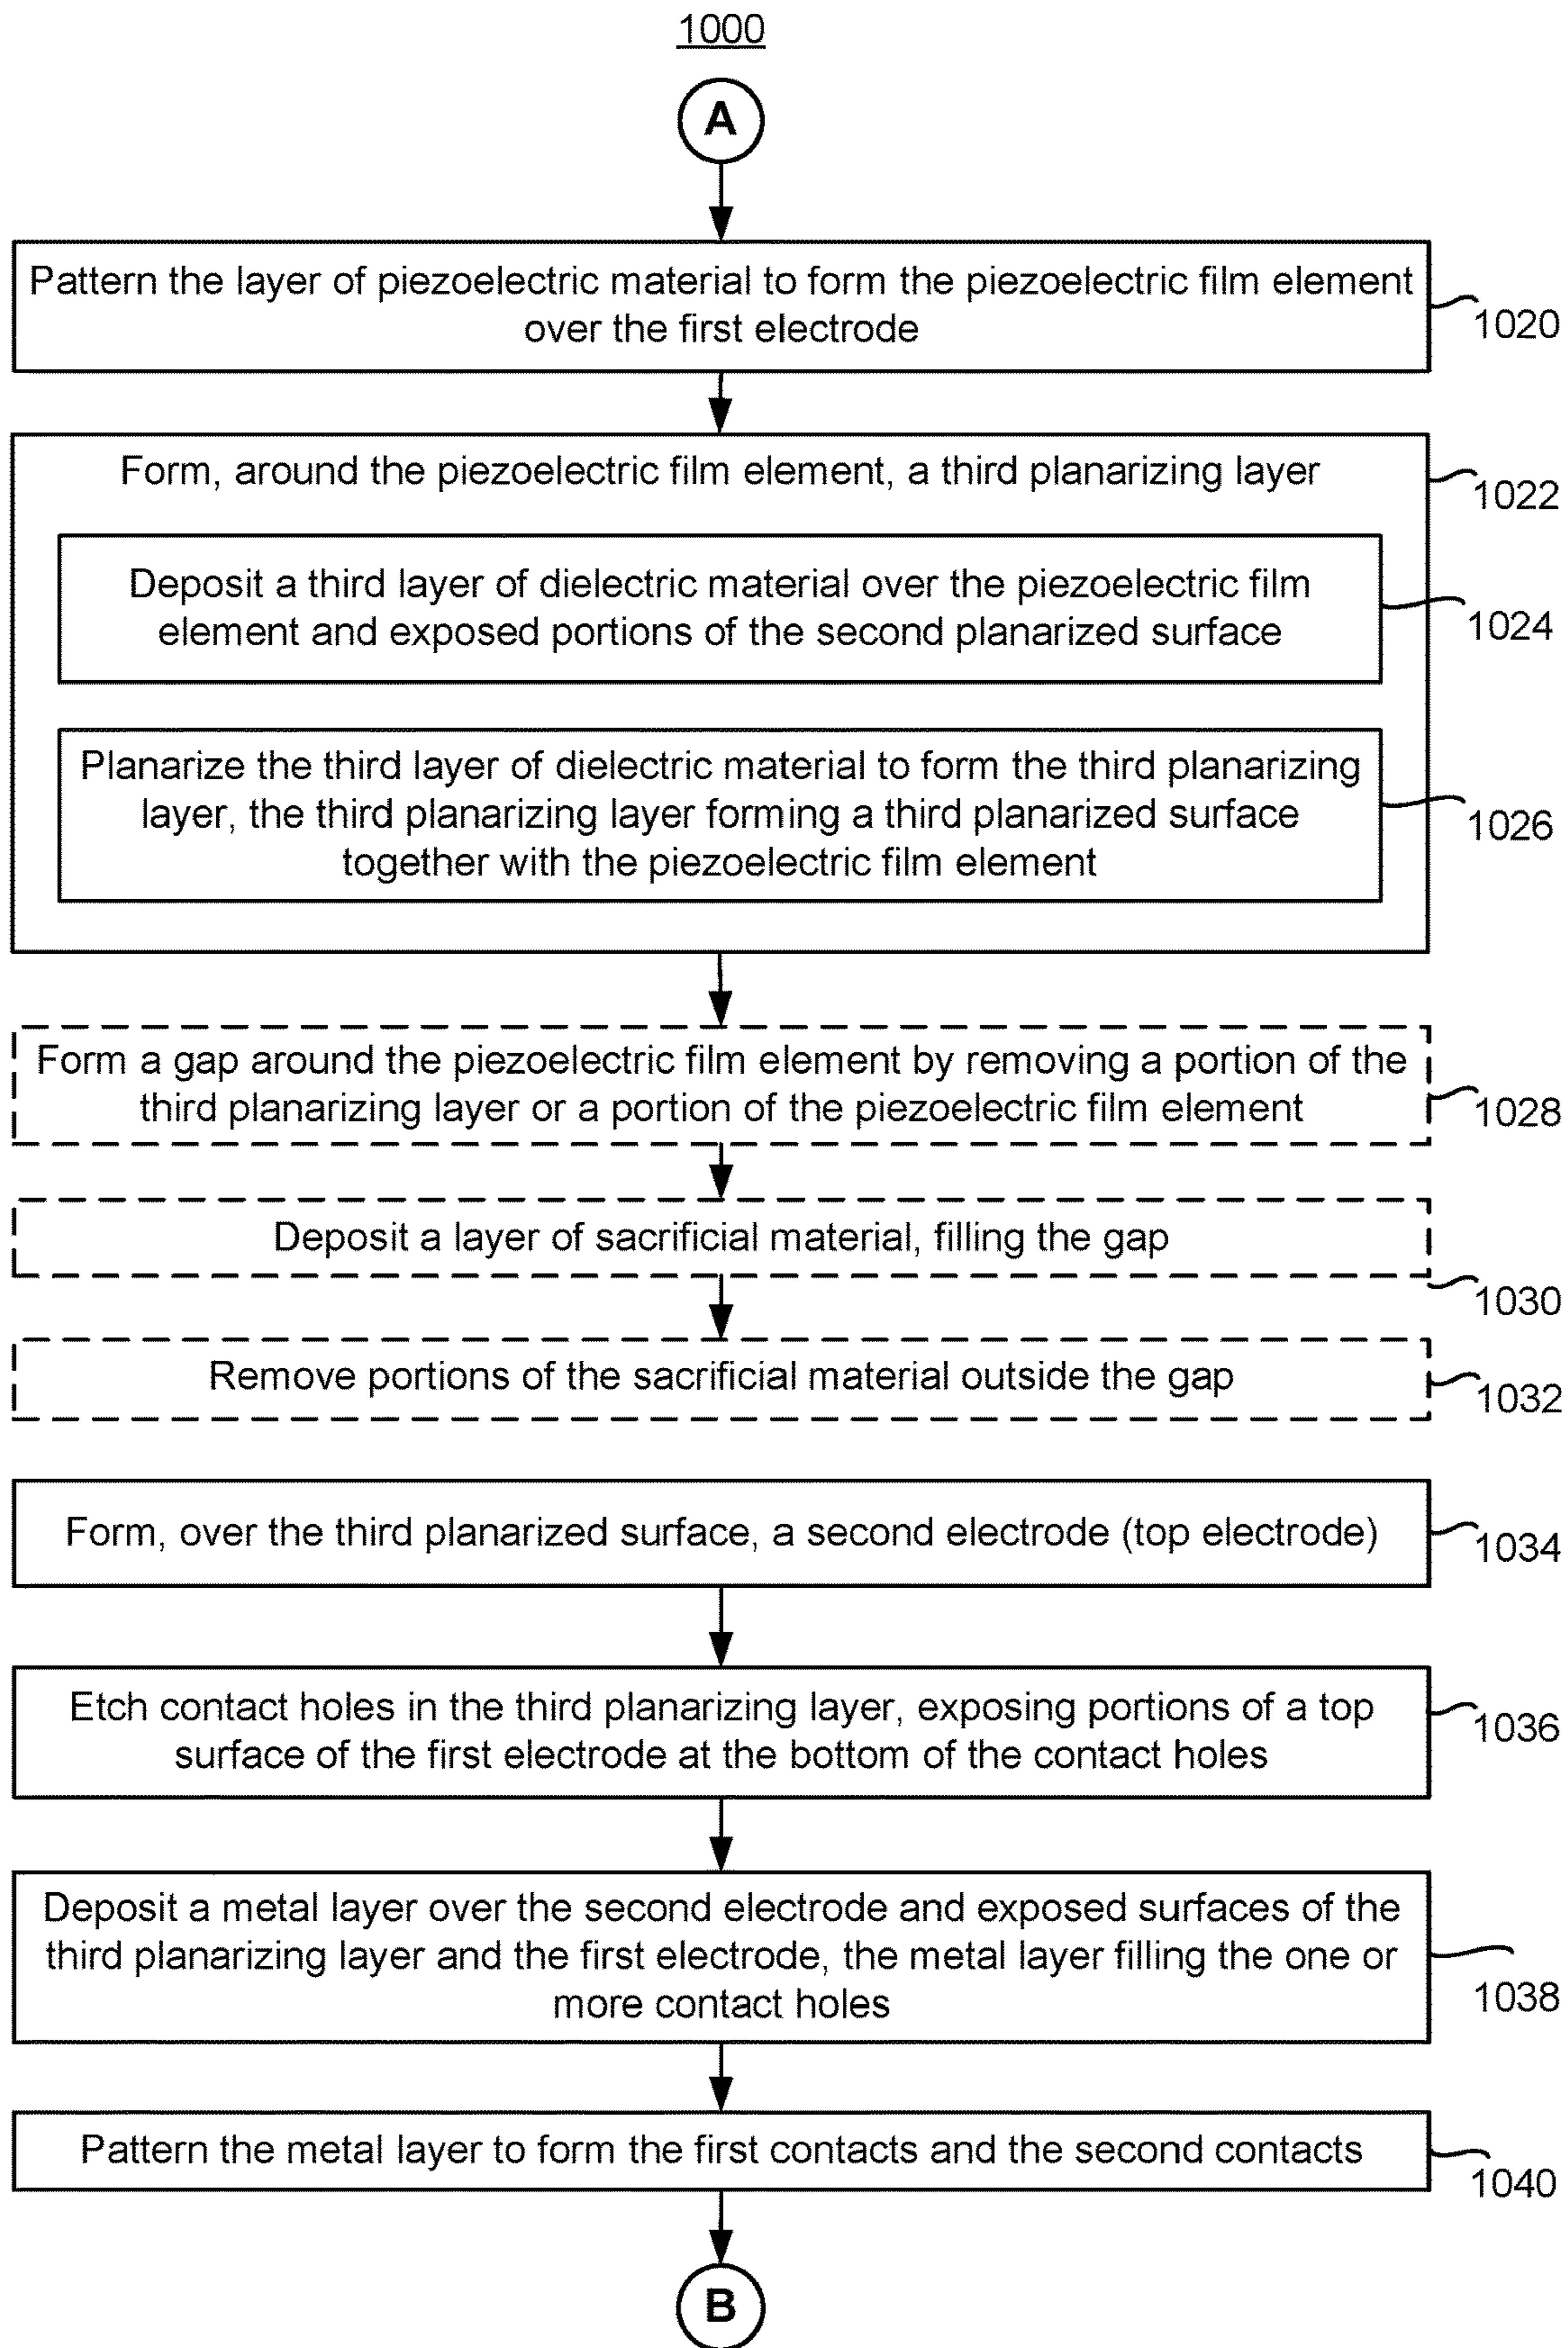 1000
A
Pattern the layer of piezoelectric material to form the piezoelectric film element
over the first electrode
1020
Form, around the piezoelectric film element, a third planarizing layer
1022
Deposit a third layer of dielectric material over the piezoelectric film
element and exposed portions of the second planarized surface
1024
Planarize the third layer of dielectric material to form the third planarizing
layer, the third planarizing layer forming a third planarized surface
together with the piezoelectric film element
1026
Form a gap around the piezoelectric film element by removing a portion of the
third planarizing layer or a portion of the piezoelectric film element
1028
Deposit a layer of sacrificial material, filling the gap
1030
Remove portions of the sacrificial material outside the gap
1032
Form, over the third planarized surface, a second electrode (top electrode)
1034
Etch contact holes in the third planarizing layer, exposing portions of a top
surface of the first electrode at the bottom of the contact holes
1036
Deposit a metal layer over the second electrode and exposed surfaces of the
third planarizing layer and the first electrode, the metal layer filling the one or
more contact holes
1038
Pattern the metal layer to form the first contacts and the second contacts
1040
B